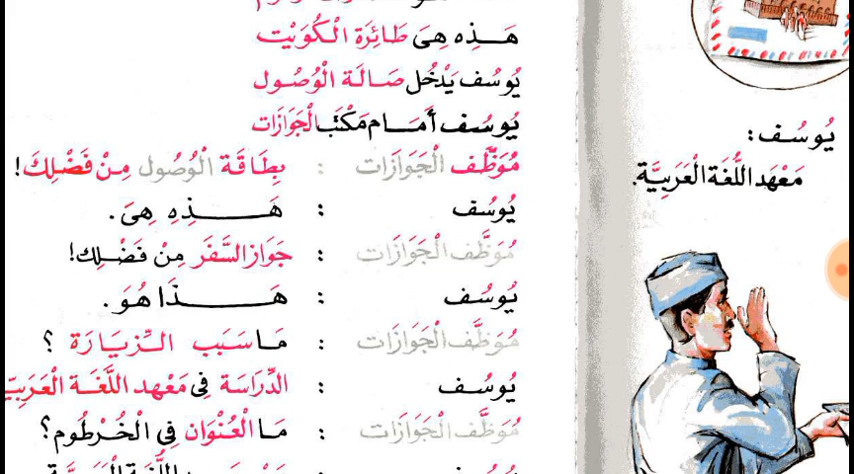 هَـذِهِ هِيَ طَائِرَة الْكُوَيْت
يُوسُف يَدْخُل صَالَة الْوُصُول
يُوسُف أَمَام مَكْتَب الْجَوَازَات
مُوَظَّف الْجَوَازَات : بِطَاقَة الْوُصُول مِنْ فَضْلِكَ!
يُوسُف : هَـذِهِ هِيَ.
مُوَظَّف الْجَوَازَات : جَوَاز السَّفَر مِنْ فَضْلِك!
يُوسُف : هَـذَا هُوَ.
مُوَظَّف الْجَوَازَات : مَا سَبَب الزِّيَارَة ؟
يُوسُف : الدِّرَاسَة فِي مَعْهَد اللُّغَة الْعَرَبِيَّـ
مُوَظَّف الْجَوَازَات : مَا الْعُنْوَان فِي الْخُرْطُوم؟
يُوسُف:
مَعْهَد اللُّغَة الْعَرَبِيَّة.